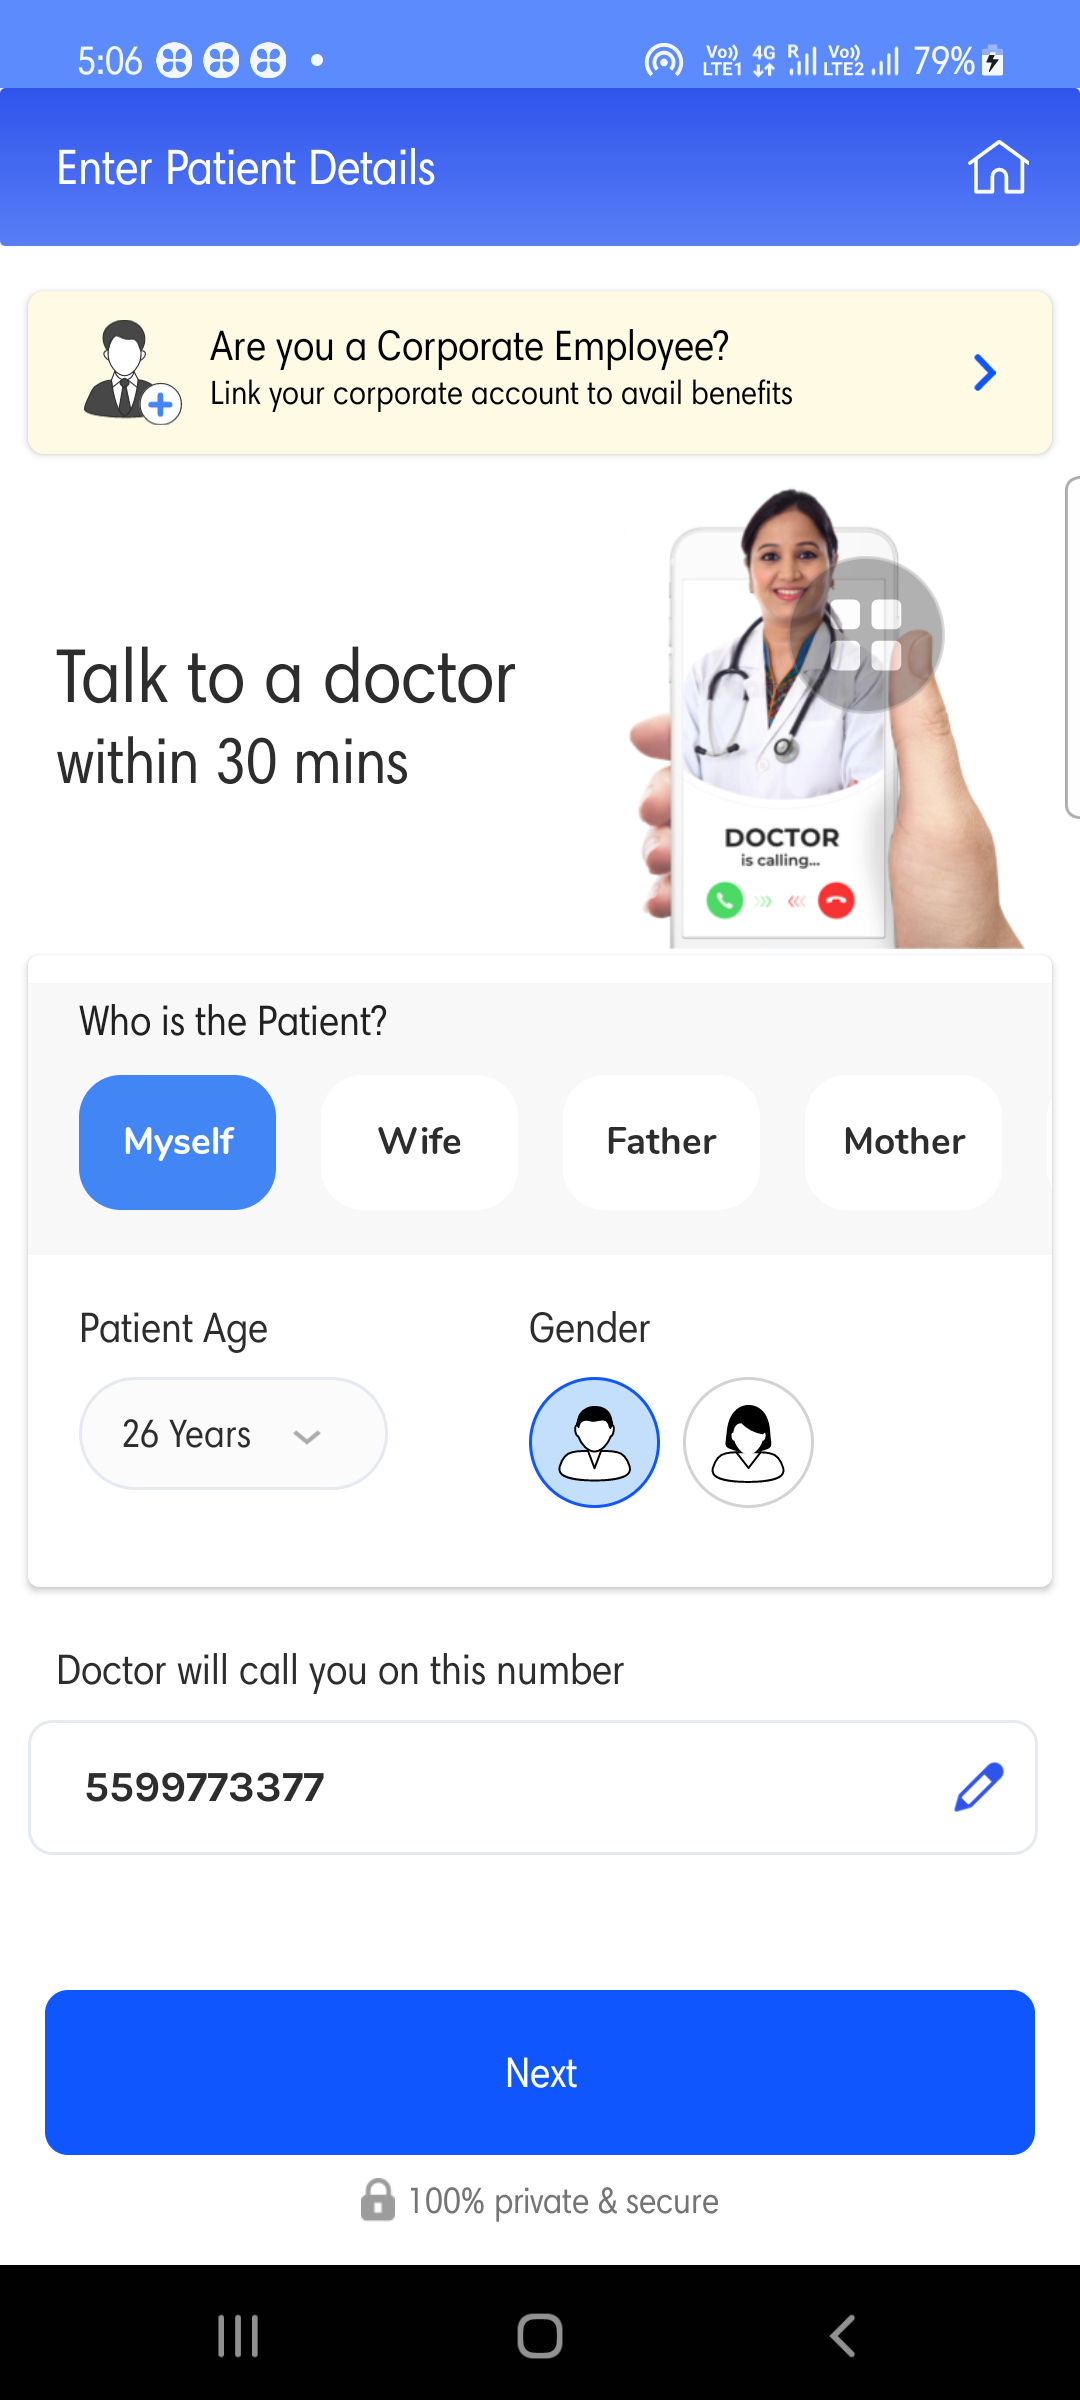 5:06
Vo)) LTE1 4G R Vo)) LTE2 79%
Enter Patient Details
Are you a Corporate Employee?
Link your corporate account to avail benefits
Talk to a doctor
within 30 mins
DOCTOR
is calling...
Who is the Patient?
Myself
Wife
Father
Mother
Patient Age
Gender
26 Years
Doctor will call you on this number
5599773377
Next
100% private & secure